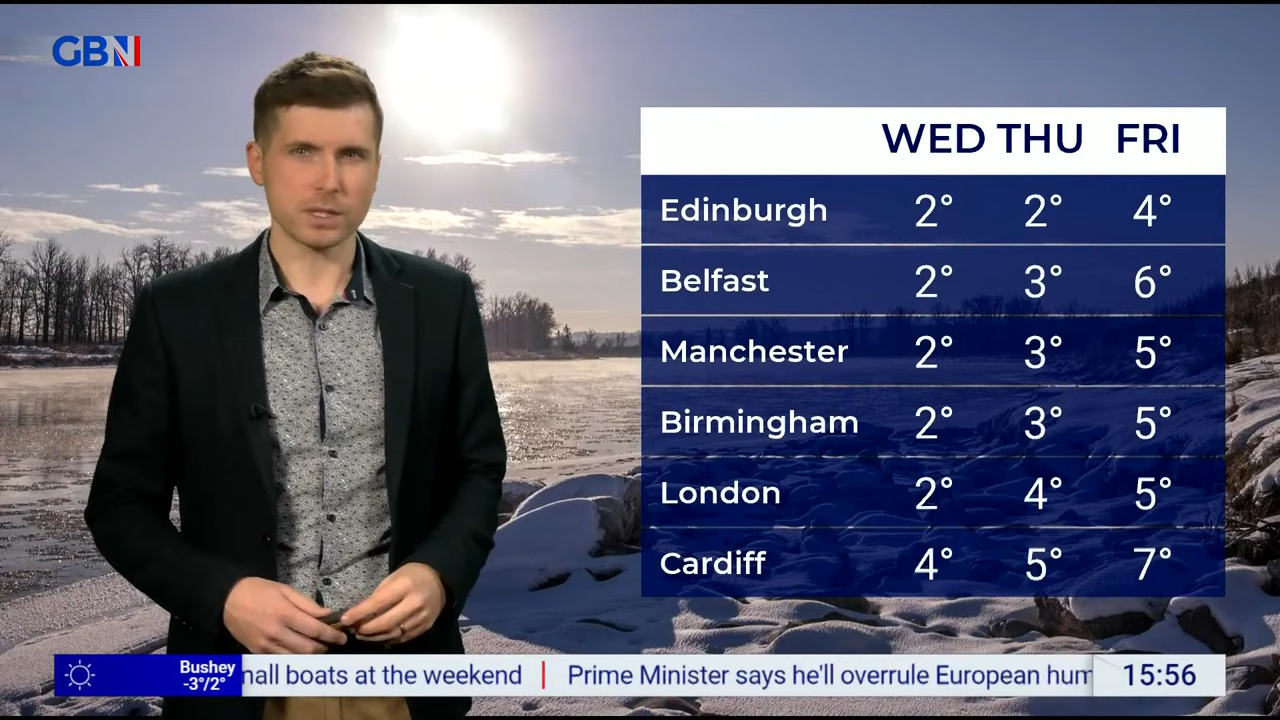 GBN
WED THU FRI
Edinburgh 2° 2° 4°
Belfast 2° 3° 6°
Manchester 2° 3° 5°
Birmingham 2° 3° 5°
London 2° 4° 5°
Cardiff 4° 5° 7°
Bushey
-3°/2°
nall boats at the weekend | Prime Minister says he'll overrule European hum
15:56